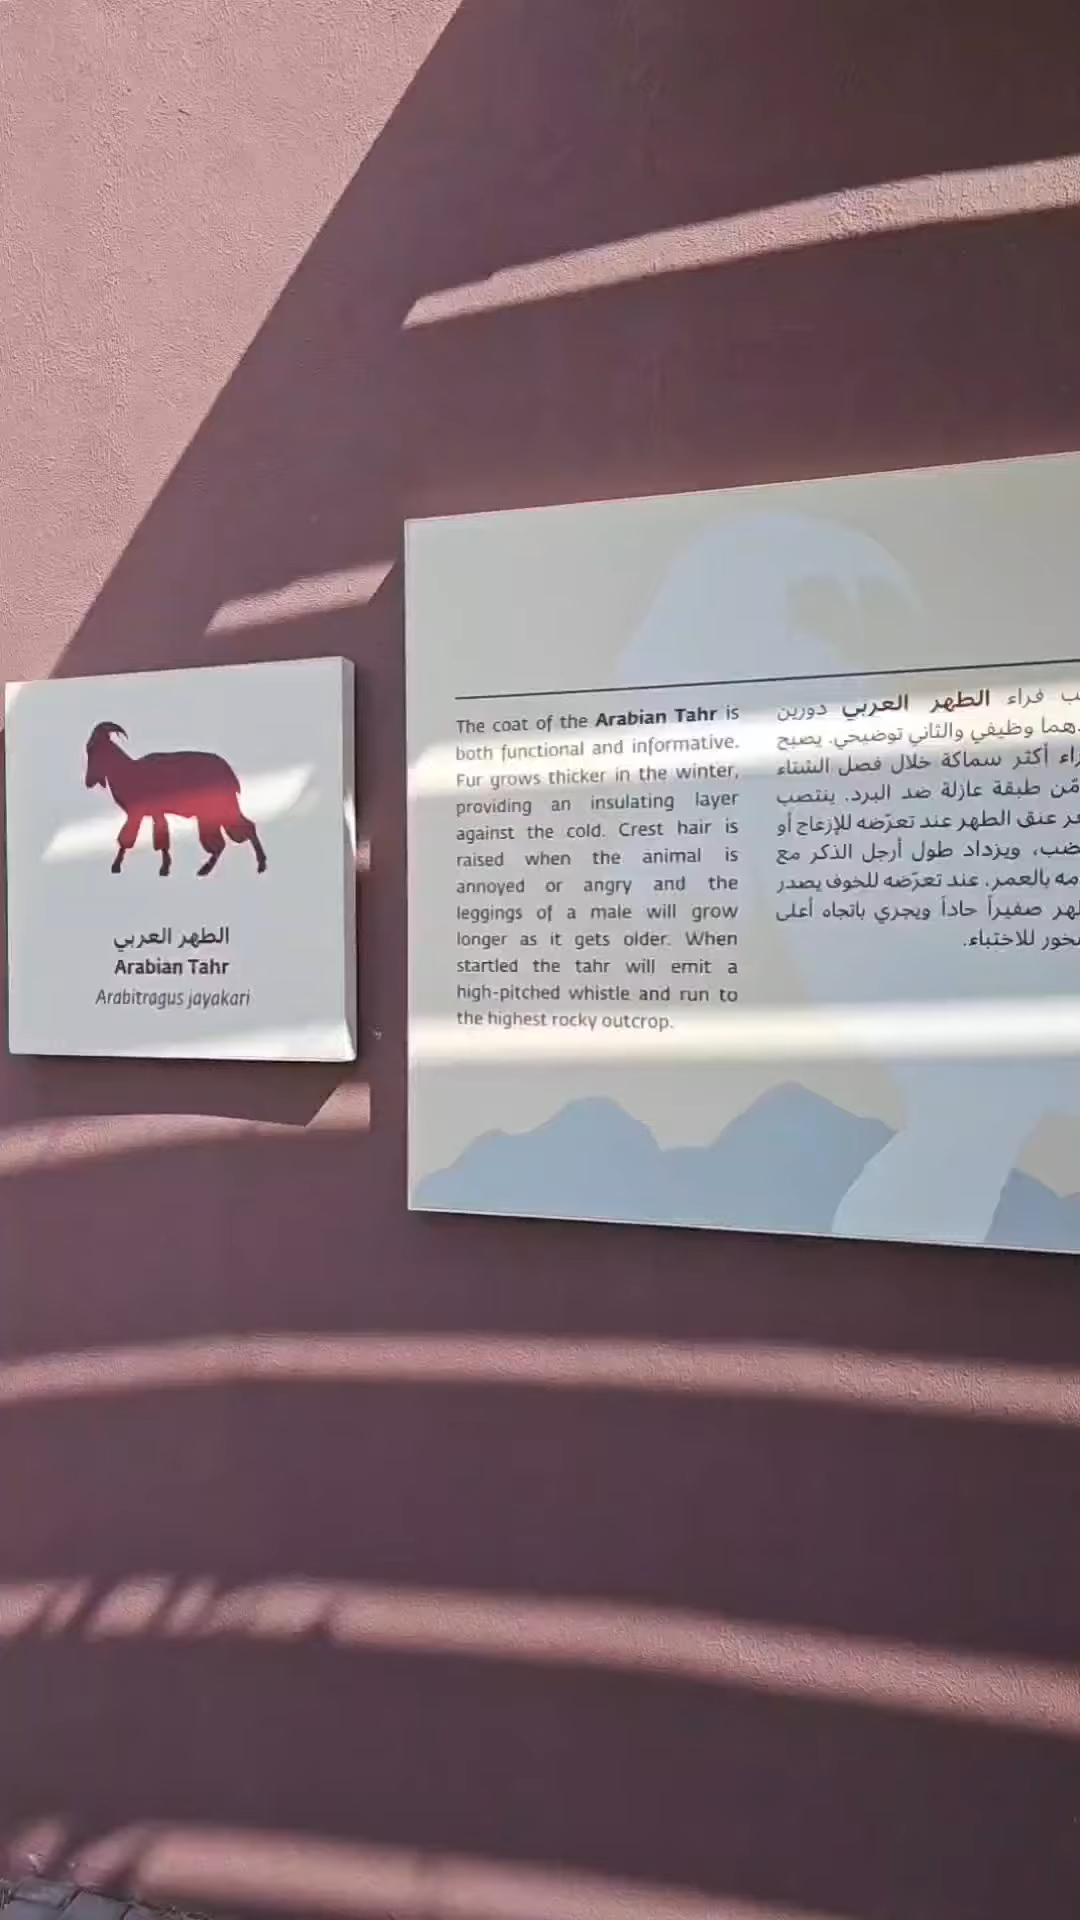 الطهر العربي
Arabian Tahr
Arabitragus jayakari
The coat of the Arabian Tahr is
both functional and informative.
Fur grows thicker in the winter,
providing an insulating layer
against the cold. Crest hair is
raised when the animal is
annoyed or angry and the
leggings of a male will grow
longer as it gets older. When
startled the tahr will emit a
high-pitched whistle and run to
the highest rocky outcrop.
فراء الطهر العربي دورين
وظيفي والثاني توضيحي. يصبح
أكثر سماكة خلال فصل الشتاء
طبقة عازلة ضد البرد. ينتصب
عنق الطهر عند تعرّضه للإزعاج أو
ويزداد طول أرجل الذكر مع
بالعمر. عند تعرّضه للخوف يصدر
صفيراً حاداً ويجري باتجاه أعلى
للاختباء.